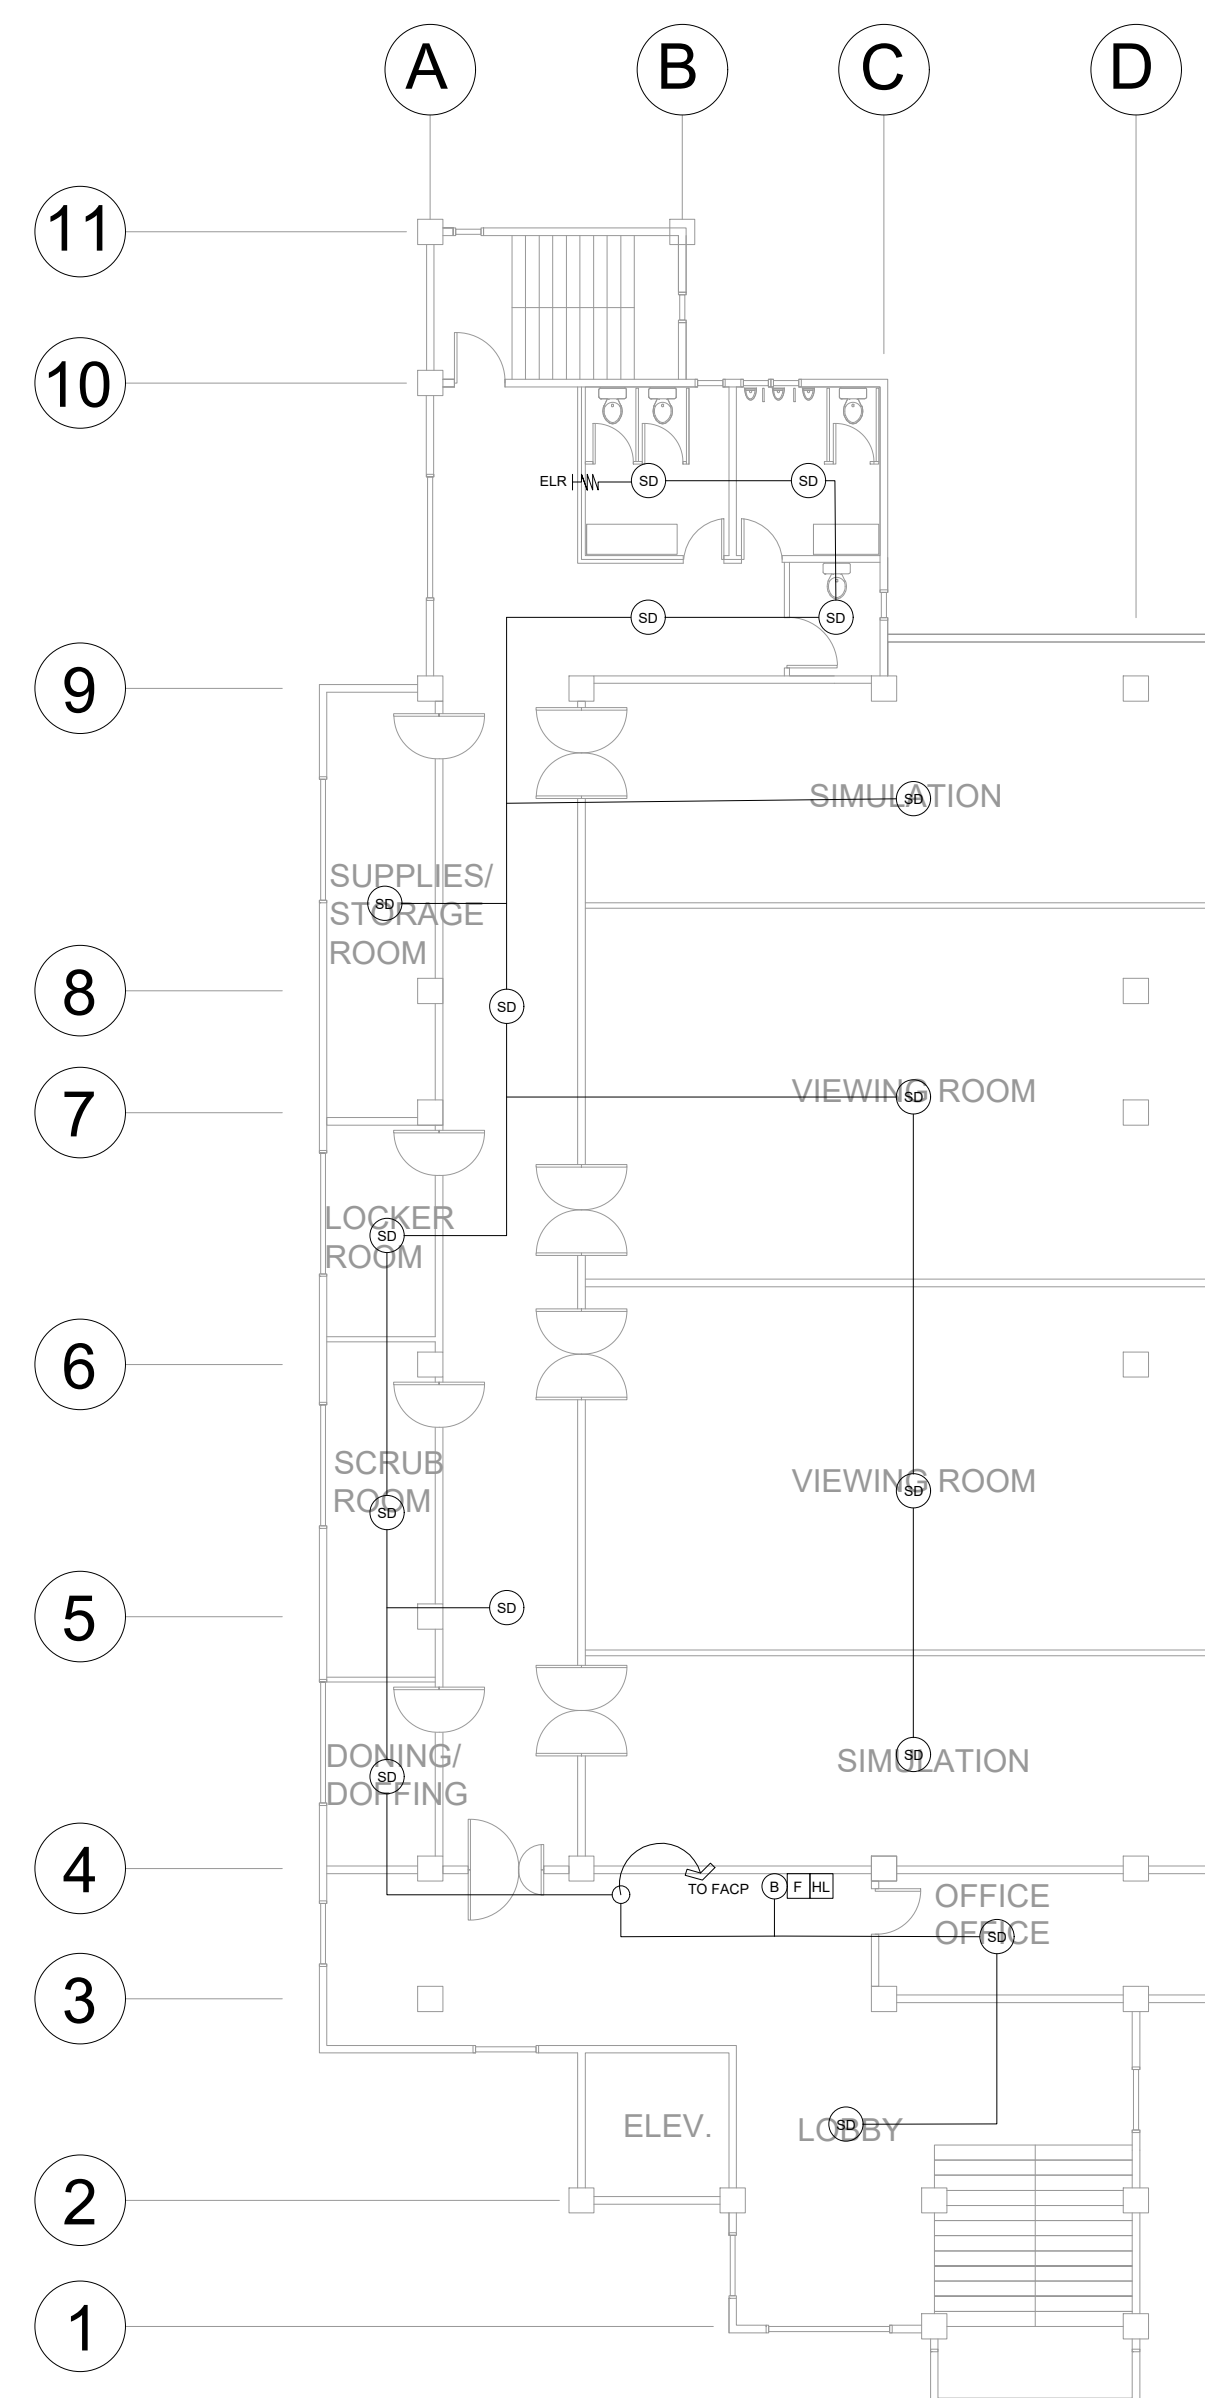 A B C D
11
10
ELR SD SD
SD SD
9
SIMULATION
SD
SUPPLIES/
SD
STORAGE
ROOM
8
SD
7
VIEWING ROOM
SD
LOCKER
SD
ROOM
6
SCRUB
VIEWING ROOM
SD
ROOM
SD
5
SD
DONING/
SIMULATION
SD
SD
DOFFING
4
TO FACP B F HL
OFFICE
OFFICE
SD
3
ELEV.
LOBBY
SD
2
1